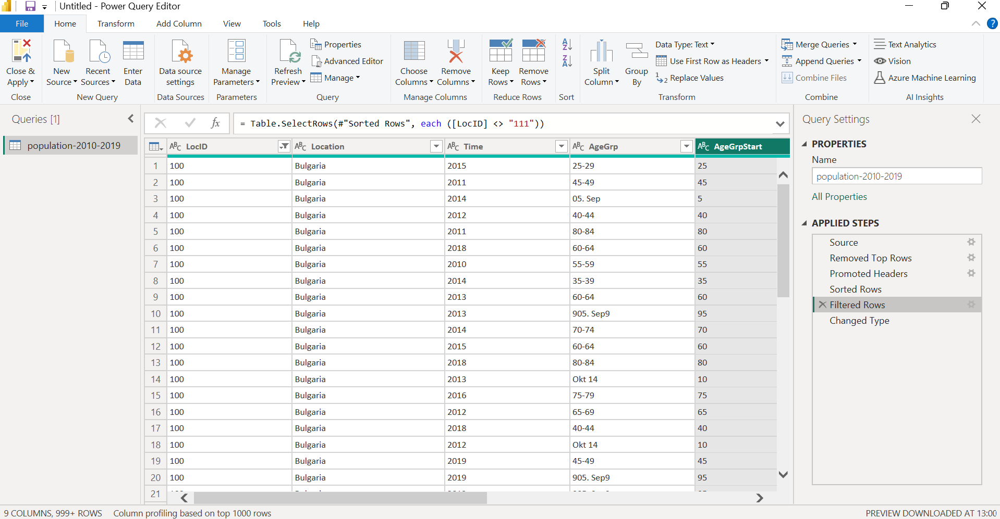 Untitled - Power Query Editor
File Home Transform Add Column View Tools Help ?
Close & Apply
Close
New Source
Recent Sources
Enter Data
New Query
Data source settings
Data Sources
Manage Parameters
Parameters
Refresh Preview
Properties
Advanced Editor
Manage
Query
Choose Columns
Remove Columns
Manage Columns
Keep Rows
Remove Rows
Reduce Rows
Sort
Split Column
Group By
Data Type: Text
Use First Row as Headers
Replace Values
Transform
Merge Queries
Append Queries
Combine Files
Combine
Text Analytics
Vision
Azure Machine Learning
AI Insights
Queries [1]
population-2010-2019
fx = Table.SelectRows(#"Sorted Rows", each ([LocID] <> "111"))
LocID Location Time AgeGrp AgeGrpStart
1 100 Bulgaria 2015 25-29 25
2 100 Bulgaria 2011 45-49 45
3 100 Bulgaria 2014 05. Sep 5
4 100 Bulgaria 2012 40-44 40
5 100 Bulgaria 2011 80-84 80
6 100 Bulgaria 2018 60-64 60
7 100 Bulgaria 2010 55-59 55
8 100 Bulgaria 2014 35-39 35
9 100 Bulgaria 2013 60-64 60
10 100 Bulgaria 2013 905. Sep9 95
11 100 Bulgaria 2014 70-74 70
12 100 Bulgaria 2015 60-64 60
13 100 Bulgaria 2018 80-84 80
14 100 Bulgaria 2013 Okt 14 10
15 100 Bulgaria 2016 75-79 75
16 100 Bulgaria 2012 65-69 65
17 100 Bulgaria 2018 40-44 40
18 100 Bulgaria 2012 Okt 14 10
19 100 Bulgaria 2019 45-49 45
20 100 Bulgaria 2019 905. Sep9 95
21
Query Settings
PROPERTIES
Name
population-2010-2019
All Properties
APPLIED STEPS
Source
Removed Top Rows
Promoted Headers
Sorted Rows
Filtered Rows
Changed Type
9 COLUMNS, 999+ ROWS Column profiling based on top 1000 rows
PREVIEW DOWNLOADED AT 13:00